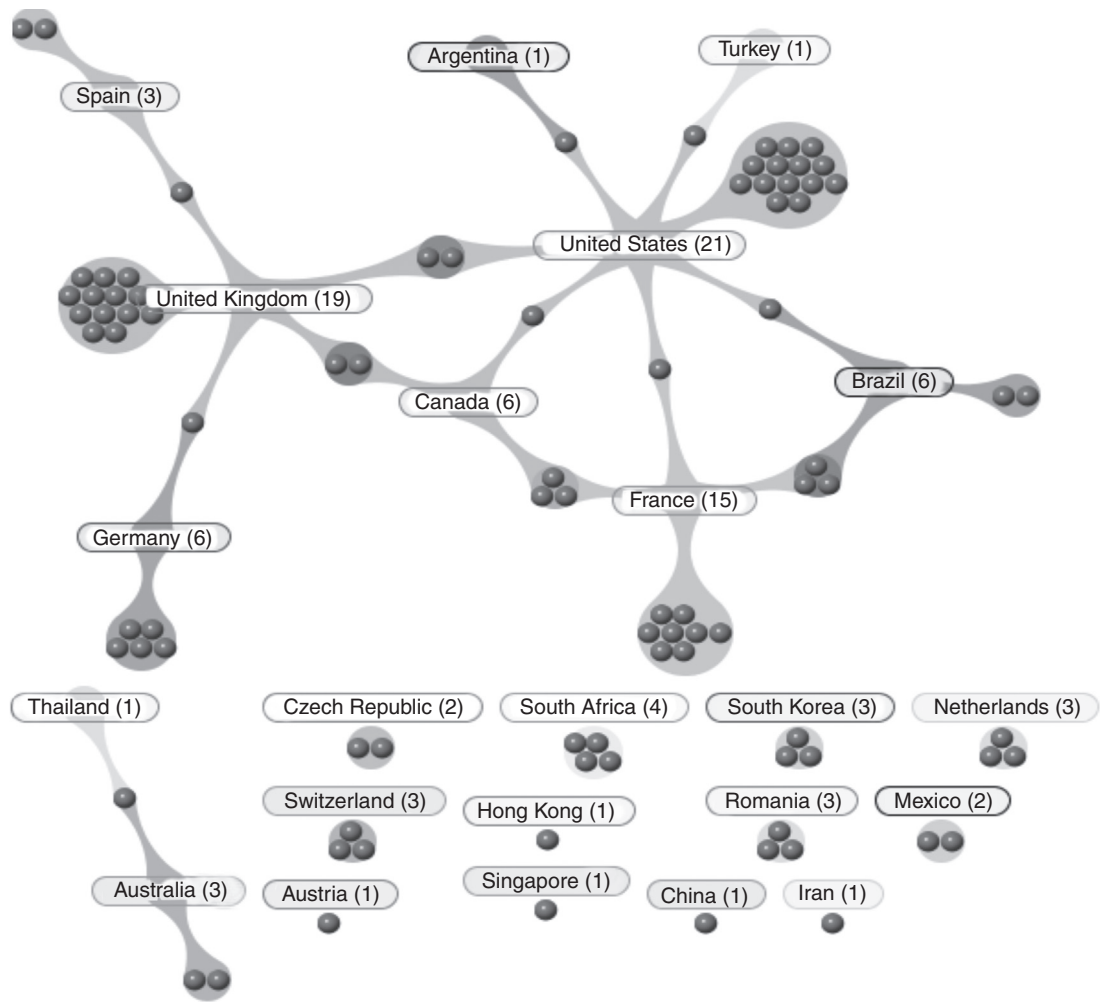 Argentina (1)
Turkey (1)
Spain (3)
United States (21)
United Kingdom (19)
Brazil (6)
Canada (6)
France (15)
Germany (6)
Thailand (1)
Czech Republic (2)
South Africa (4)
South Korea (3)
Netherlands (3)
Switzerland (3)
Hong Kong (1)
Romania (3)
Mexico (2)
Australia (3)
Austria (1)
Singapore (1)
China (1)
Iran (1)